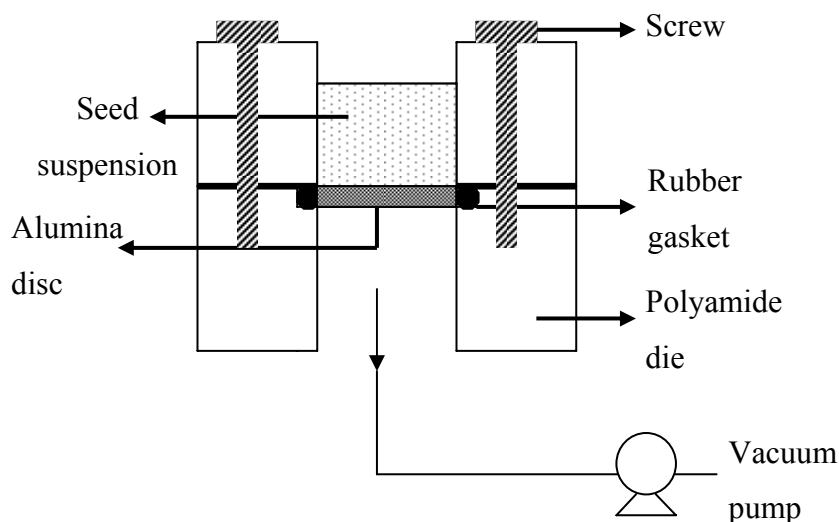 Screw
Seed
suspension
Rubber
gasket
Alumina
disc
Polyamide
die
Vacuum
pump